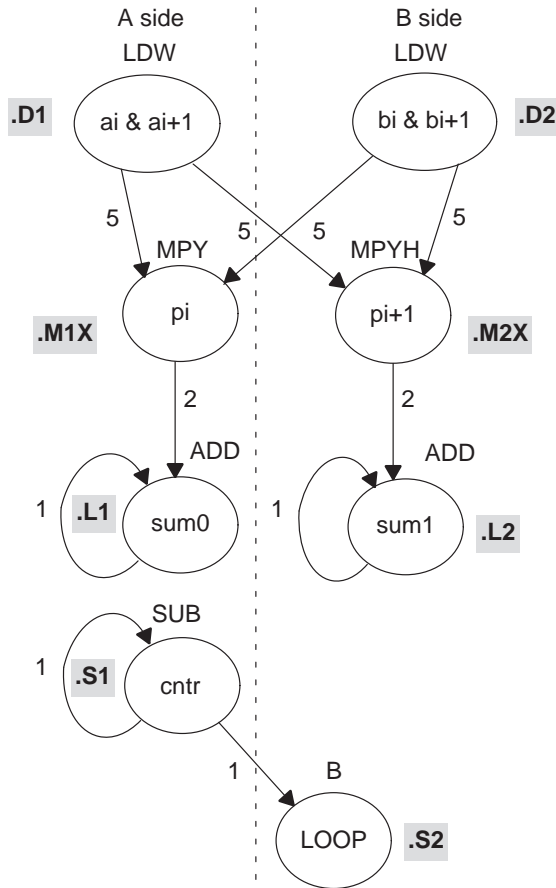 A side B side
LDW LDW
.D1 ai & ai+1 bi & bi+1 .D2
5 5 5 5
MPY MPYH
.M1X pi pi+1 .M2X
2 2
ADD ADD
1 .L1 sum0 1 sum1 .L2
SUB
1 .S1 cntr
1 B
LOOP .S2